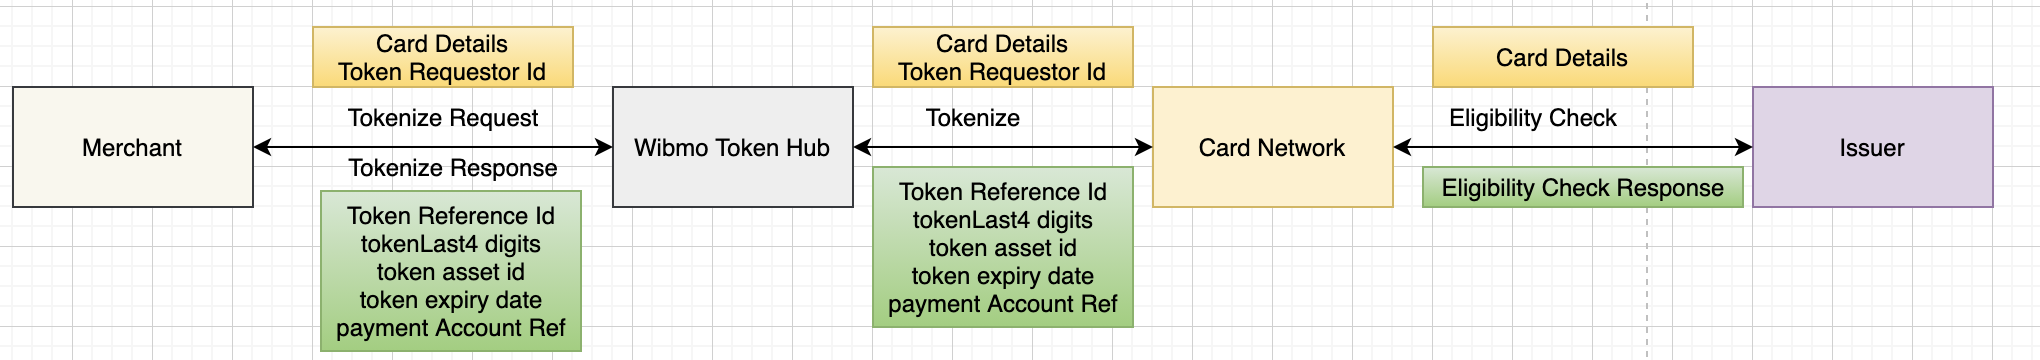 Card Details
Token Requestor Id
Card Details
Token Requestor Id
Card Details
Merchant
Tokenize Request
Tokenize Response
Wibmo Token Hub
Tokenize
Card Network
Eligibility Check
Eligibility Check Response
Issuer
Token Reference Id
tokenLast4 digits
token asset id
token expiry date
payment Account Ref
Token Reference Id
tokenLast4 digits
token asset id
token expiry date
payment Account Ref